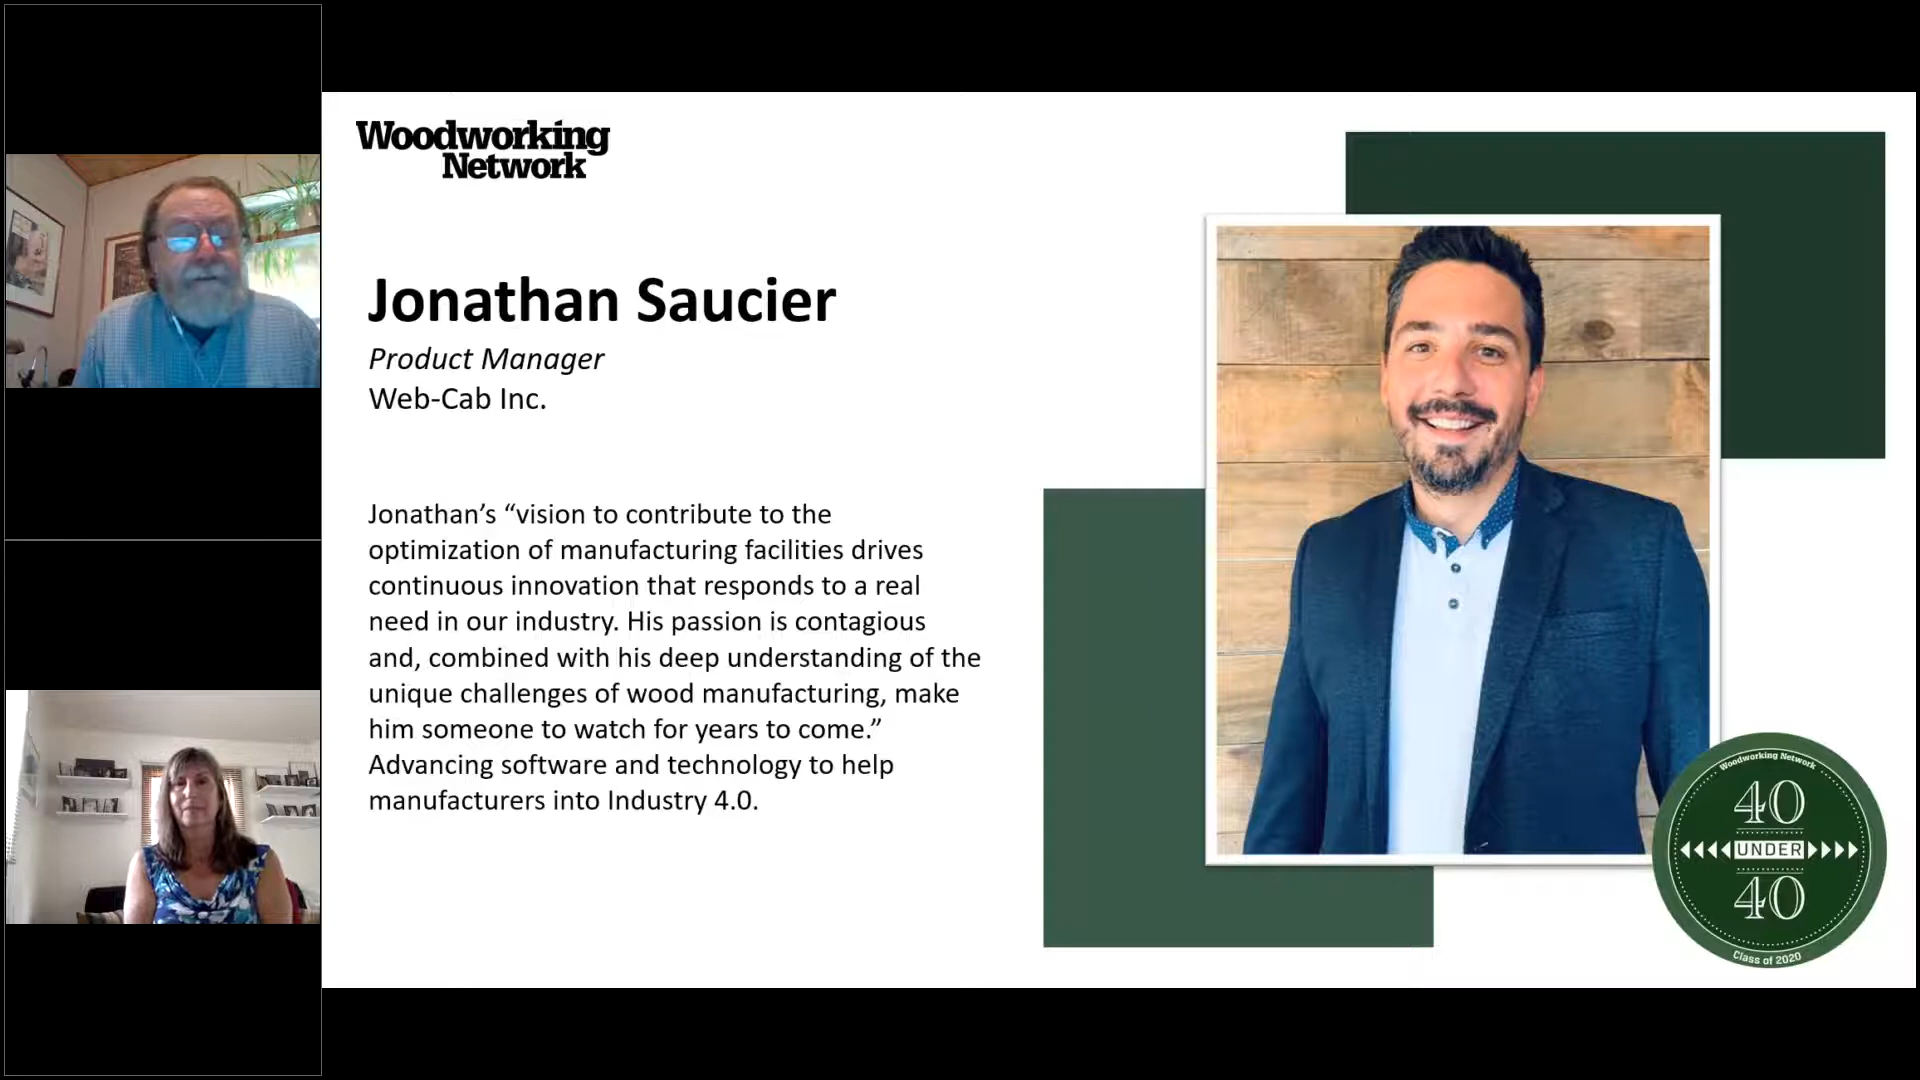 Woodworking
Network
Jonathan Saucier
Product Manager
Web-Cab Inc.
Jonathan’s “vision to contribute to the
optimization of manufacturing facilities drives
continuous innovation that responds to a real
need in our industry. His passion is contagious
and, combined with his deep understanding of the
unique challenges of wood manufacturing, make
him someone to watch for years to come.”
Advancing software and technology to help
manufacturers into Industry 4.0.
Woodworking Network
40
UNDER
40
Class of 2020